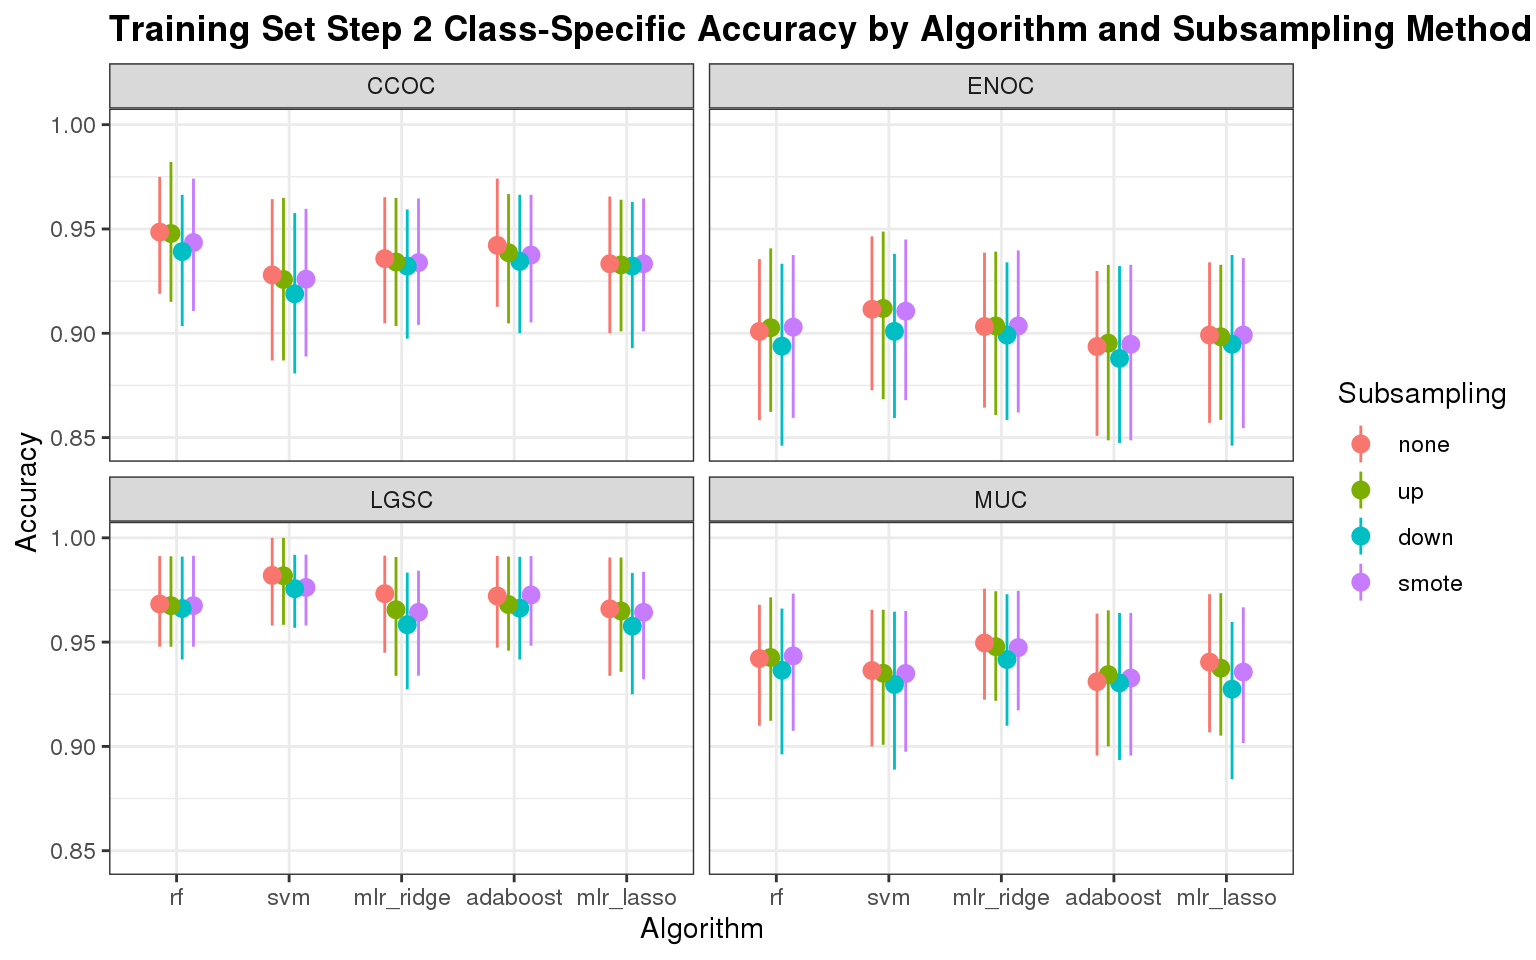 Training Set Step 2 Class-Specific Accuracy by Algorithm and Subsampling Method
CCOC
ENOC
1.00
0.95
0.90
0.85
LGSC
MUC
1.00
0.95
0.90
0.85
Accuracy
rf svm mlr_ridge adaboost mlr_lasso
rf svm mlr_ridge adaboost mlr_lasso
Algorithm
Subsampling
none
up
down
smote